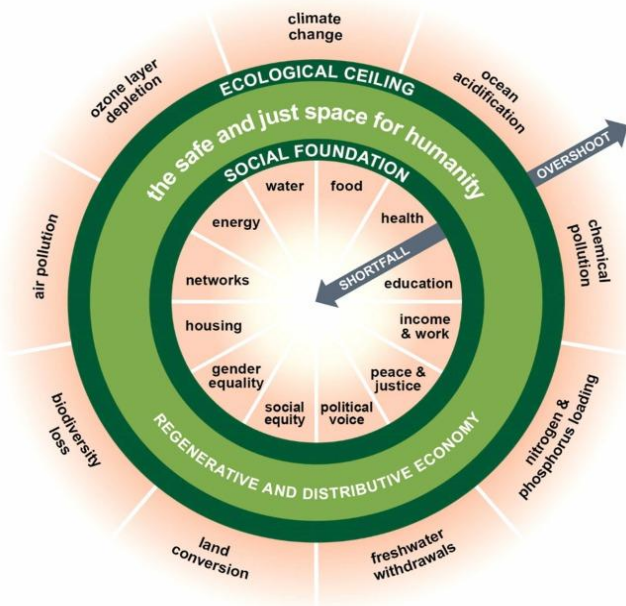 climate
change
ocean
acidification
chemical
pollution
nitrogen &
phosphorus loading
freshwater
withdrawals
land
conversion
biodiversity
loss
air pollution
ozone layer
depletion
OVERSHOOT
ECOLOGICAL CEILING
the safe and just space for humanity
SOCIAL FOUNDATION
water
food
health
SHORTFALL
education
income
& work
peace &
justice
political
voice
social
equity
gender
equality
housing
networks
energy
REGENERATIVE AND DISTRIBUTIVE ECONOMY